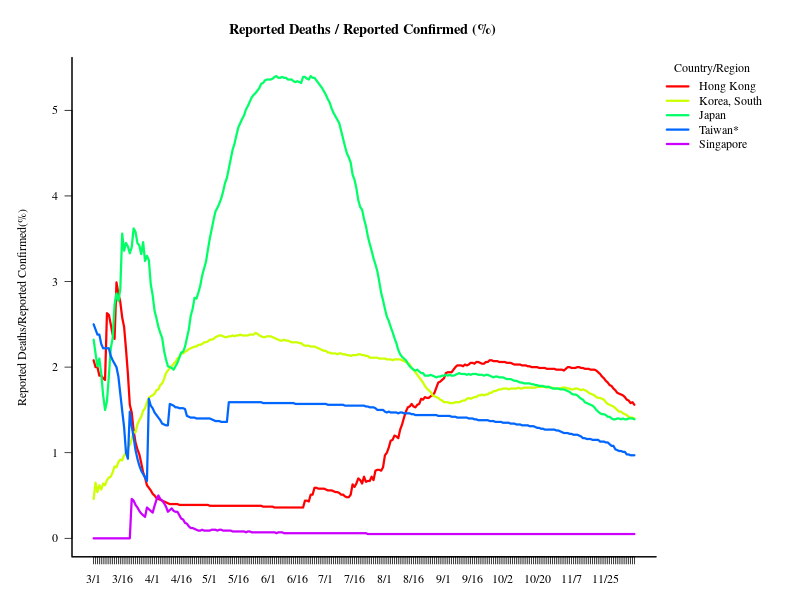 Reported Deaths / Reported Confirmed (%)
Country/Region
Hong Kong
Korea, South
Japan
Taiwan*
Singapore
Reported Deaths/Reported Confirmed(%)
5
4
3
2
1
0
3/1 3/16 4/1 4/16 5/1 5/16 6/1 6/16 7/1 7/16 8/1 8/16 9/1 9/16 10/2 10/20 11/7 11/25